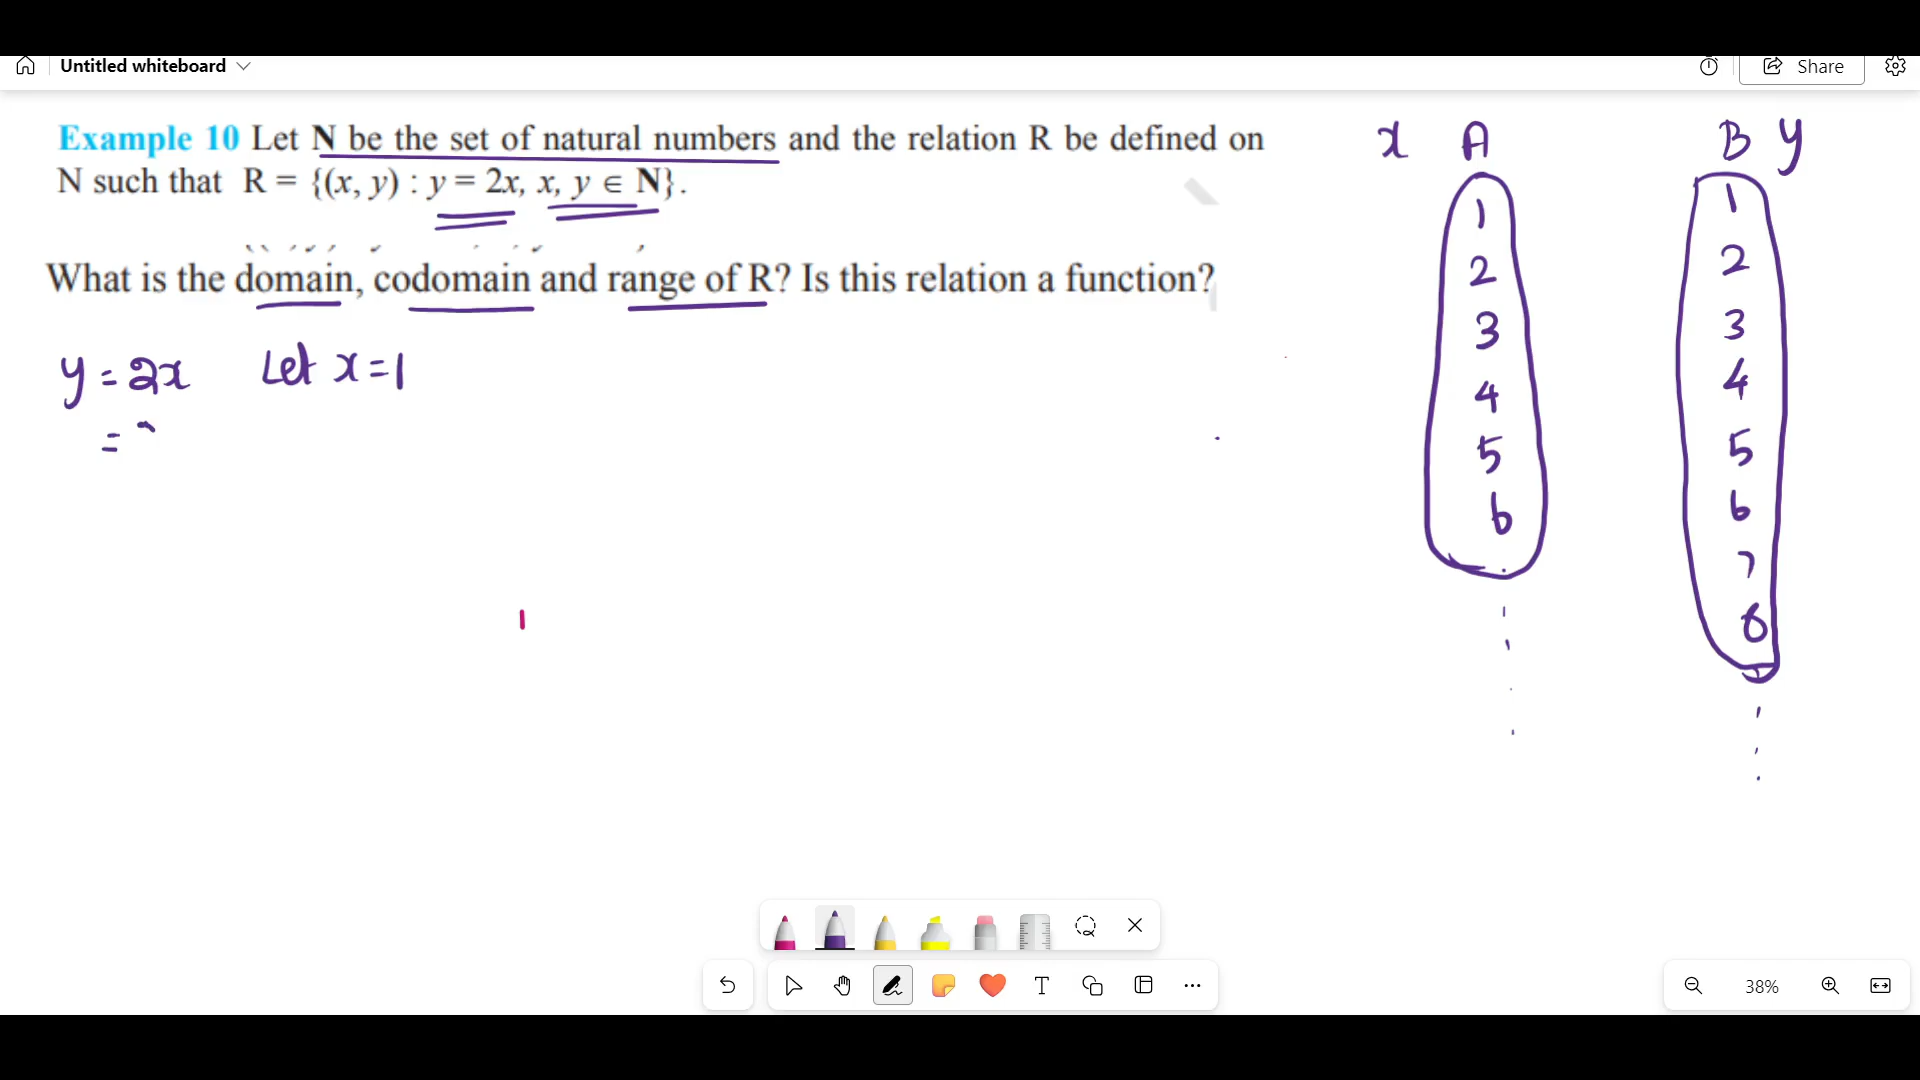 Untitled whiteboard
Share
Example 10 Let N be the set of natural numbers and the relation R be defined on
N such that R = {(x, y) : y = 2x, x, y ∈ N}.
What is the domain, codomain and range of R? Is this relation a function?
y = 2x Let x = 1
=
x A
1
2
3
4
5
6
B y
1
2
3
4
5
6
7
8
38%